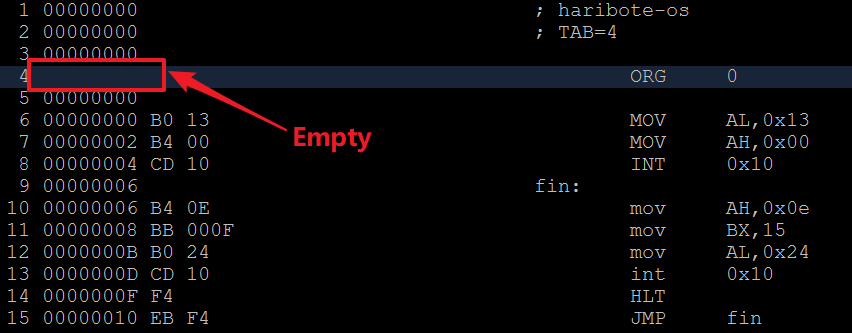 1 00000000 ; haribote-os
2 00000000 ; TAB=4
3 00000000
4 ORG 0
5 00000000
Empty
6 00000000 B0 13 MOV AL,0x13
7 00000002 B4 00 MOV AH,0x00
8 00000004 CD 10 INT 0x10
9 00000006 fin:
10 00000006 B4 0E mov AH,0x0e
11 00000008 BB 000F mov BX,15
12 0000000B B0 24 mov AL,0x24
13 0000000D CD 10 int 0x10
14 0000000F F4 HLT
15 00000010 EB F4 JMP fin